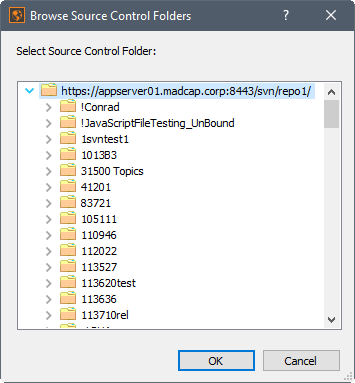 Browse Source Control Folders
Select Source Control Folder:
https://appserver01.madcap.corp:8443/svn/repo1/
!Conrad
!JavaScriptFileTesting_UnBound
1svntest1
1013B3
31500 Topics
41201
83721
105111
110946
112022
113527
113620test
113636
113710rel
OK
Cancel